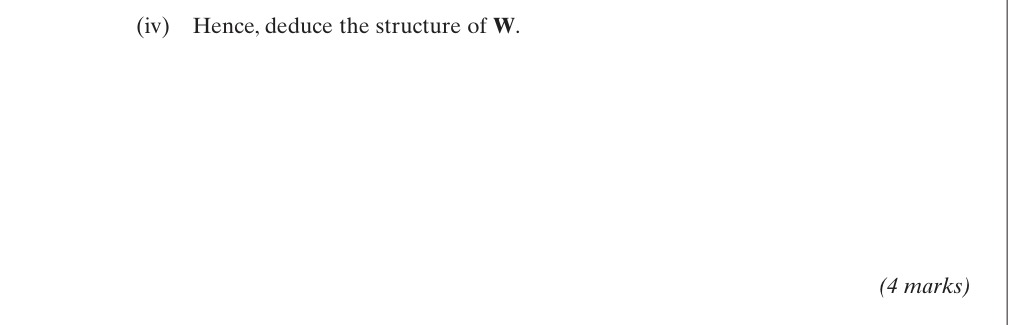 (iv) Hence, deduce the structure of W.
(4 marks)